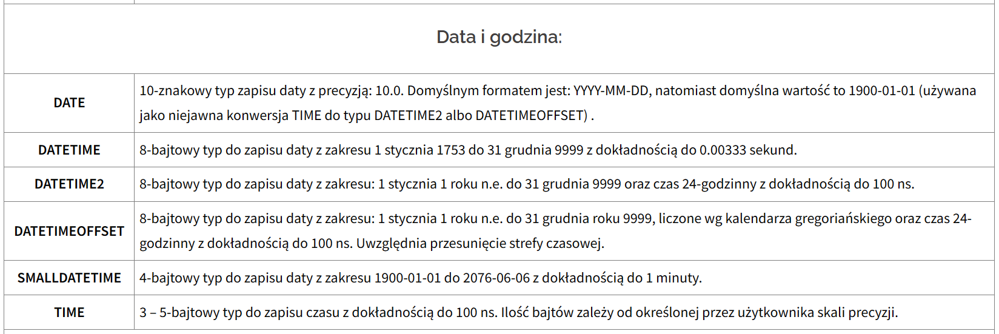 Data i godzina:
DATE
10-znakowy typ zapisu daty z precyzją: 10.0. Domyślnym formatem jest: YYYY-MM-DD, natomiast domyślna wartość to 1900-01-01 (używana
jako niejawna konwersja TIME do typu DATETIME2 albo DATETIMEOFFSET) .
DATETIME
8-bajtowy typ do zapisu daty z zakresu 1 stycznia 1753 do 31 grudnia 9999 z dokładnością do 0.00333 sekund.
DATETIME2
8-bajtowy typ do zapisu daty z zakresu: 1 stycznia 1 roku n.e. do 31 grudnia 9999 oraz czas 24-godzinny z dokładnością do 100 ns.
DATETIMEOFFSET
8-bajtowy typ do zapisu daty z zakresu: 1 stycznia 1 roku n.e. do 31 grudnia roku 9999, liczone wg kalendarza gregoriańskiego oraz czas 24-
godzinny z dokładnością do 100 ns. Uwzględnia przesunięcie strefy czasowej.
SMALLDATETIME
4-bajtowy typ do zapisu daty z zakresu 1900-01-01 do 2076-06-06 z dokładnością do 1 minuty.
TIME
3 – 5-bajtowy typ do zapisu czasu z dokładnością do 100 ns. Ilość bajtów zależy od określonej przez użytkownika skali precyzji.